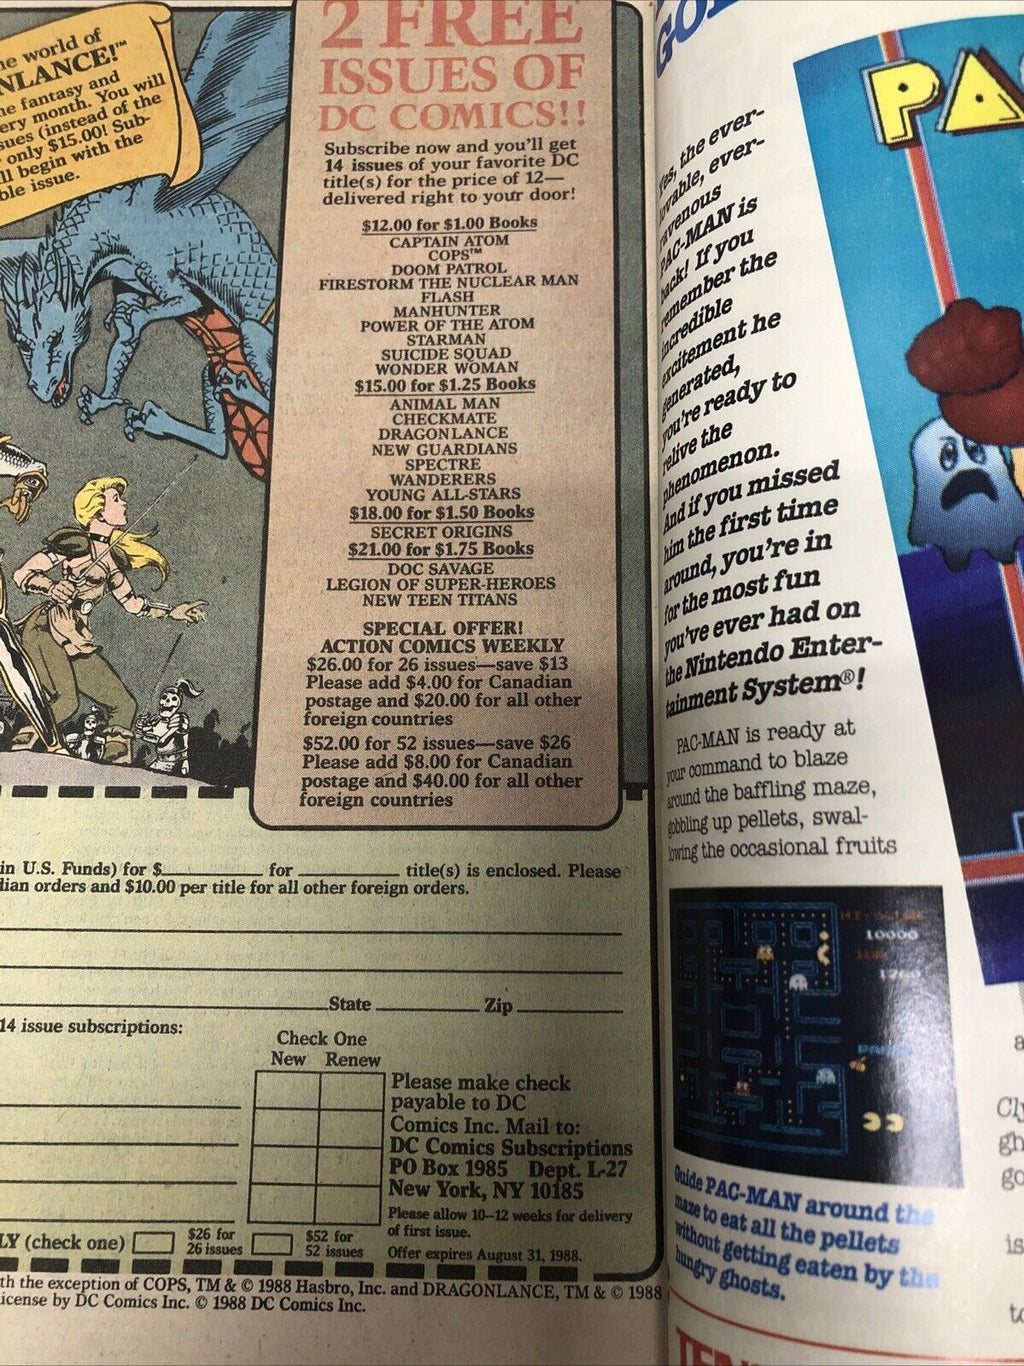 he world of
NLANCE!™
he fantasy and
ery month. You will
sues (instead of the
only $15.00! Sub-
ll begin with the
ble issue.
2 FREE
ISSUES OF
DC COMICS!!
Subscribe now and you'll get
14 issues of your favorite DC
title(s) for the price of 12—
delivered right to your door!
$12.00 for $1.00 Books
CAPTAIN ATOM
COPS™
DOOM PATROL
FIRESTORM THE NUCLEAR MAN
FLASH
MANHUNTER
POWER OF THE ATOM
STARMAN
SUICIDE SQUAD
WONDER WOMAN
$15.00 for $1.25 Books
ANIMAL MAN
CHECKMATE
DRAGONLANCE
NEW GUARDIANS
SPECTRE
WANDERERS
YOUNG ALL-STARS
$18.00 for $1.50 Books
SECRET ORIGINS
$21.00 for $1.75 Books
DOC SAVAGE
LEGION OF SUPER-HEROES
NEW TEEN TITANS
SPECIAL OFFER!
ACTION COMICS WEEKLY
$26.00 for 26 issues—save $13
Please add $4.00 for Canadian
postage and $20.00 for all other
foreign countries
$52.00 for 52 issues—save $26
Please add $8.00 for Canadian
postage and $40.00 for all other
foreign countries
in U.S. Funds) for $ for title(s) is enclosed. Please
dian orders and $10.00 per title for all other foreign orders.
State Zip
14 issue subscriptions:
Check One
New Renew
Please make check
payable to DC
Comics Inc. Mail to:
DC Comics Subscriptions
PO Box 1985 Dept. L-27
New York, NY 10185
Please allow 10–12 weeks for delivery
of first issue.
Offer expires August 31, 1988.
LY (check one) $26 for
26 issues
$52 for
52 issues
th the exception of COPS, TM & © 1988 Hasbro, Inc. and DRAGONLANCE, TM & © 1988
icense by DC Comics Inc. © 1988 DC Comics Inc.
GOL
PA
Yes, the ever-
lovable, ever-
ravenous
PAC-MAN is
back! If you
remember the
incredible
excitement he
generated,
you're ready to
relive the
phenomenon.
And if you missed
him the first time
around, you're in
for the most fun
you've ever had on
the Nintendo Enter-
tainment System®!
PAC-MAN is ready at
your command to blaze
around the baffling maze,
gobbling up pellets, swal-
lowing the occasional fruits
HI-SCORE
10000
1UP
PAC-MAN
Guide PAC-MAN around the
maze to eat all the pellets
without getting eaten by the
hungry ghosts.
a
Cly
gh
go
is
to